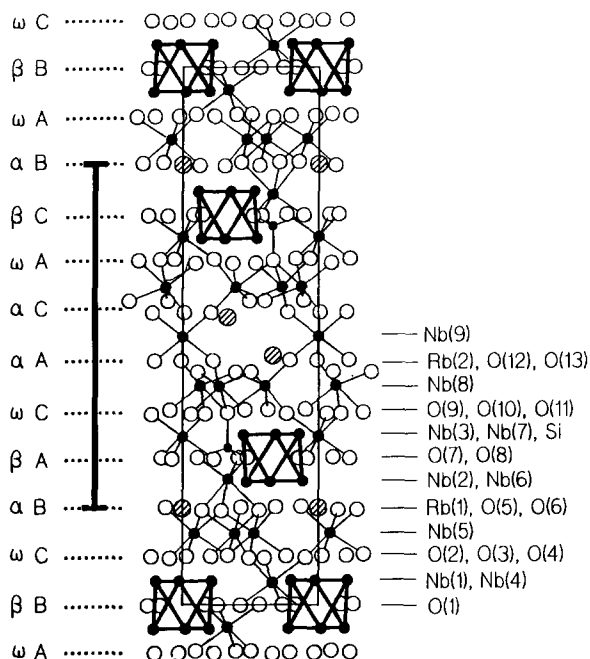 ω C ........
β B ........
ω A ........
α B ........
β C ........
ω A ........
α C ........
Nb(9)
α A ........
Rb(2), O(12), O(13)
Nb(8)
ω C ........
O(9), O(10), O(11)
Nb(3), Nb(7), Si
β A ........
O(7), O(8)
Nb(2), Nb(6)
α B ........
Rb(1), O(5), O(6)
Nb(5)
ω C ........
O(2), O(3), O(4)
Nb(1), Nb(4)
β B ........
O(1)
ω A ........